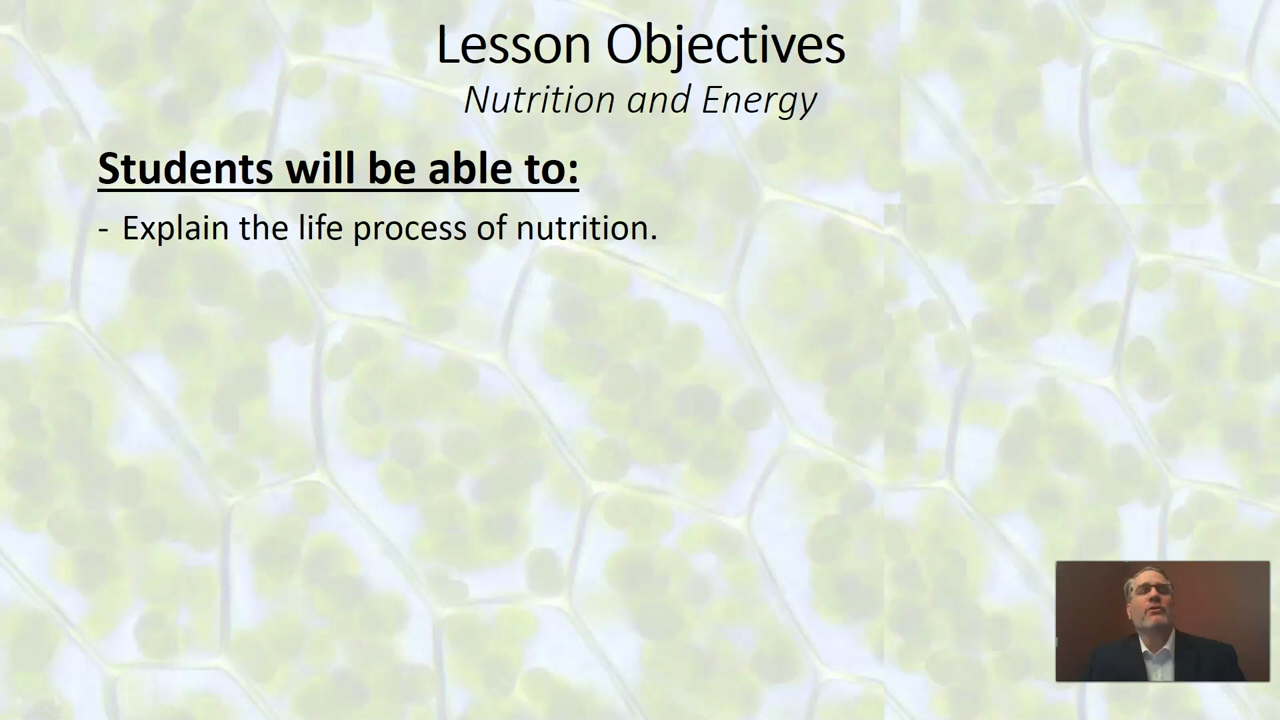 Lesson Objectives
Nutrition and Energy
Students will be able to:
- Explain the life process of nutrition.